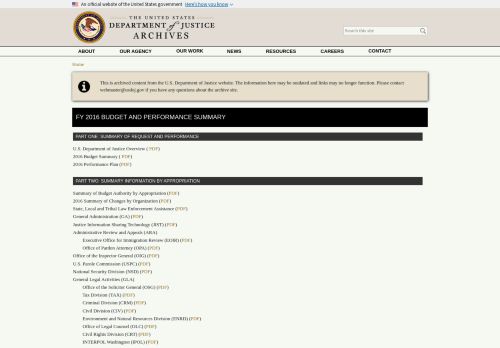 An official website of the United States government Here's how you know
THE UNITED STATES
DEPARTMENT of JUSTICE
ARCHIVES
Search this site
ABOUT OUR AGENCY OUR WORK NEWS RESOURCES CAREERS CONTACT
Home
This is archived content from the U.S. Department of Justice website. The information here may be outdated and links may no longer function. Please contact
webmaster@usdoj.gov if you have any questions about the archive site.
FY 2016 BUDGET AND PERFORMANCE SUMMARY
PART ONE: SUMMARY OF REQUEST AND PERFORMANCE
U.S. Department of Justice Overview ( PDF)
2016 Budget Summary ( PDF)
2016 Performance Plan (PDF)
PART TWO: SUMMARY INFORMATION BY APPROPRIATION
Summary of Budget Authority by Appropriation (PDF)
2016 Summary of Changes by Organization (PDF)
State, Local and Tribal Law Enforcement Assistance (PDF)
General Administration (GA) (PDF)
Justice Information Sharing Technology (JIST) (PDF)
Administrative Review and Appeals (ARA)
Executive Office for Immigration Review (EOIR) (PDF)
Office of Pardon Attorney (OPA) (PDF)
Office of the Inspector General (OIG) (PDF)
U.S. Parole Commission (USPC) (PDF)
National Security Division (NSD) (PDF)
General Legal Activities (GLA)
Office of the Solicitor General (OSG) (PDF)
Tax Division (TAX) (PDF)
Criminal Division (CRM) (PDF)
Civil Division (CIV) (PDF)
Environment and Natural Resources Division (ENRD) (PDF)
Office of Legal Counsel (OLC) (PDF)
Civil Rights Division (CRT) (PDF)
INTERPOL Washington (IPOL) (PDF)